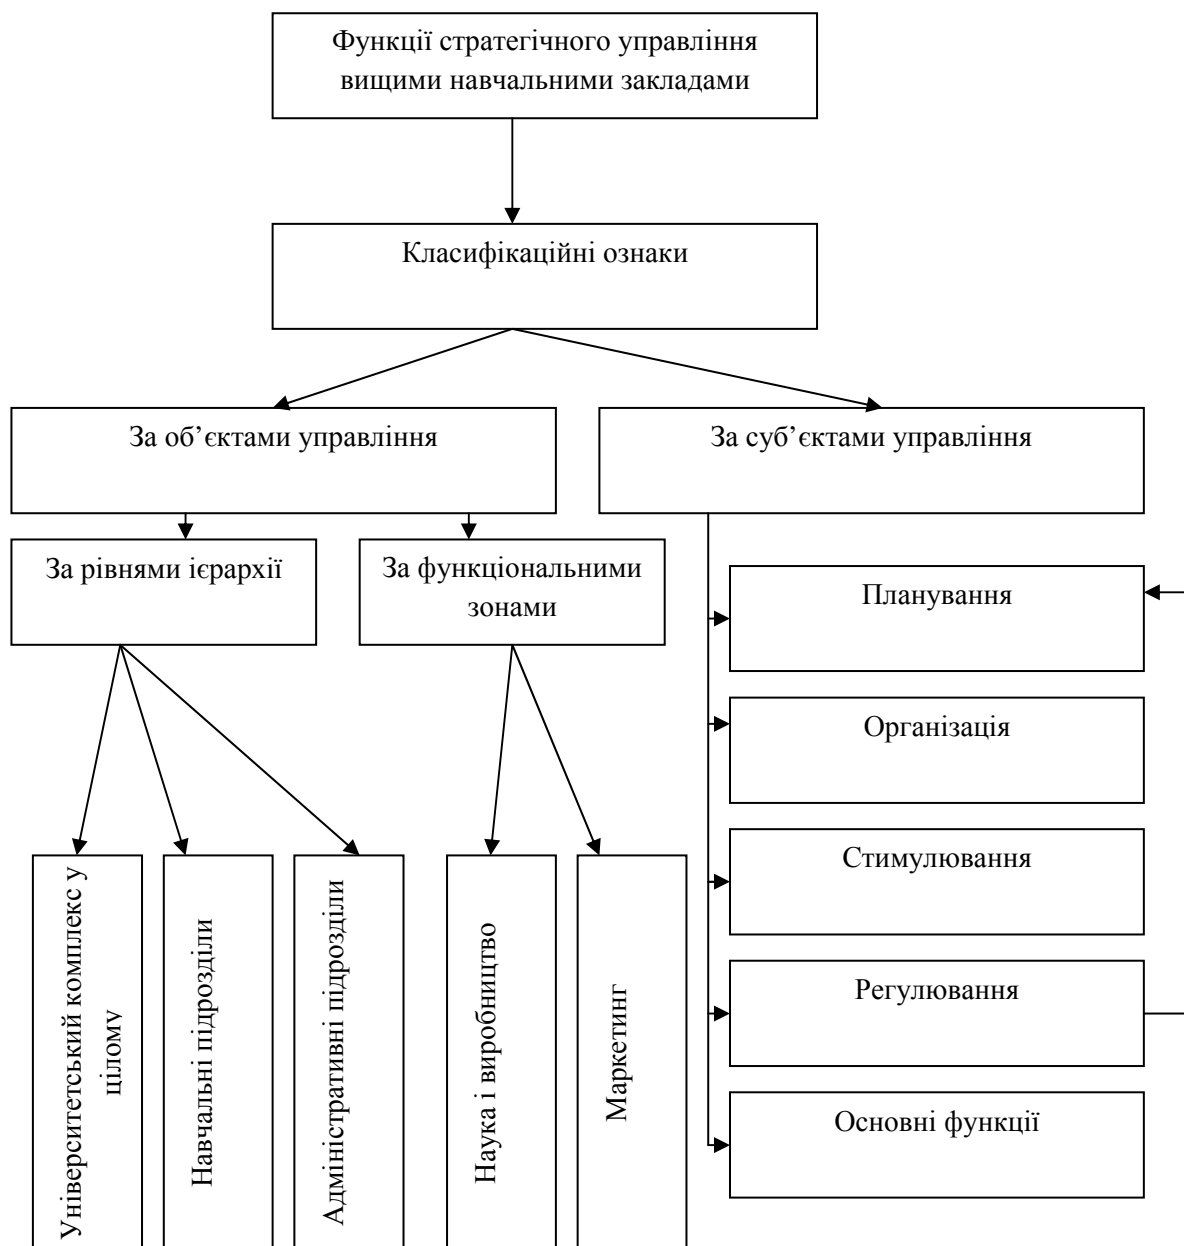 Функції стратегічного управління
вищими навчальними закладами
Класифікаційні ознаки
За об’єктами управління
За суб’єктами управління
За рівнями ієрархії
За функціональними
зонами
Планування
Організація
Стимулювання
Регулювання
Основні функції
Університетський комплекс у
цілому
Навчальні підрозділи
Адміністративні підрозділи
Наука і виробництво
Маркетинг